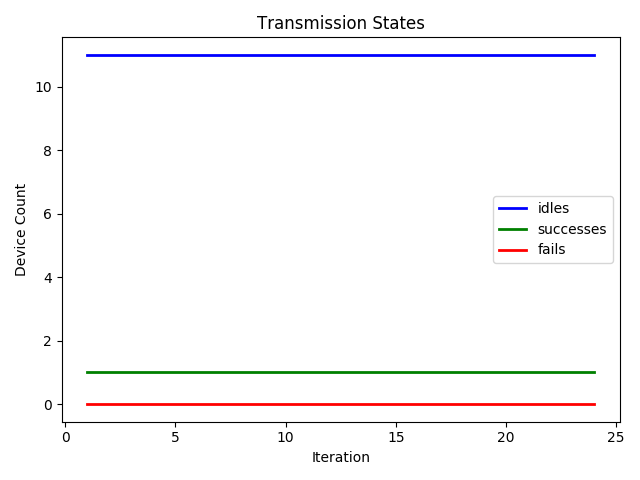 Transmission States
Device Count
10
8
6
4
2
0
idles
successes
fails
0 5 10 15 20 25
Iteration